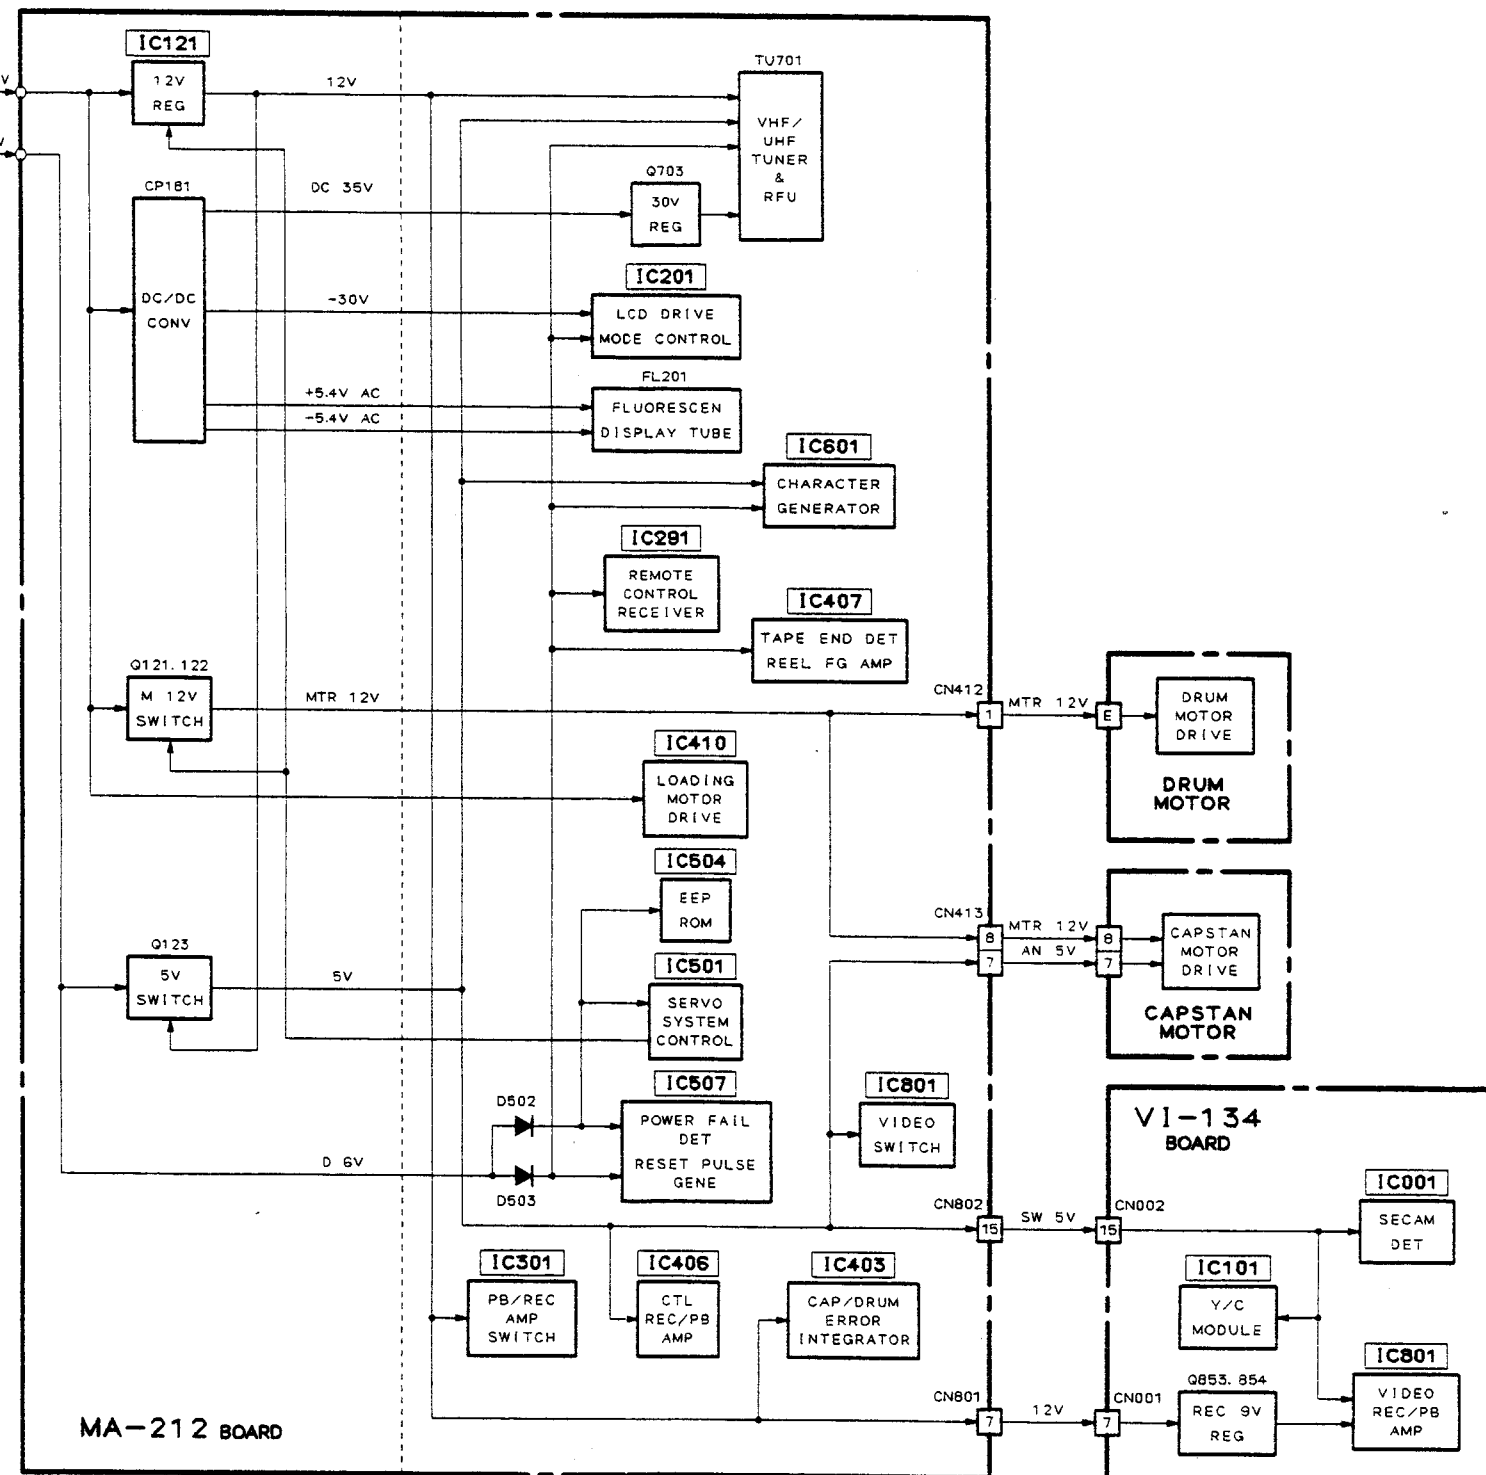 V
V
IC121
12V
REG
12V
TU701
VHF/
UHF
TUNER
&
RFU
CP181
DC/DC
CONV
DC 35V
Q703
30V
REG
-30V
IC201
LCD DRIVE
MODE CONTROL
+5.4V AC
-5.4V AC
FL201
FLUORESCEN
DISPLAY TUBE
IC601
CHARACTER
GENERATOR
IC291
REMOTE
CONTROL
RECEIVER
IC407
TAPE END DET
REEL FG AMP
Q121.122
M 12V
SWITCH
MTR 12V
CN412
1
MTR 12V
E
DRUM
MOTOR
DRIVE
DRUM
MOTOR
IC410
LOADING
MOTOR
DRIVE
IC504
EEP
ROM
CN413
8
MTR 12V
8
7
AN 5V
7
CAPSTAN
MOTOR
DRIVE
CAPSTAN
MOTOR
Q123
5V
SWITCH
5V
IC501
SERVO
SYSTEM
CONTROL
D502
IC507
POWER FAIL
DET
RESET PULSE
GENE
D 6V
D503
IC801
VIDEO
SWITCH
VI-134
BOARD
CN802
15
SW 5V
CN002
15
IC001
SECAM
DET
IC301
PB/REC
AMP
SWITCH
IC406
CTL
REC/PB
AMP
IC403
CAP/DRUM
ERROR
INTEGRATOR
IC101
Y/C
MODULE
IC801
VIDEO
REC/PB
AMP
CN801
7
12V
CN001
7
Q853.854
REC 9V
REG
MA-212 BOARD